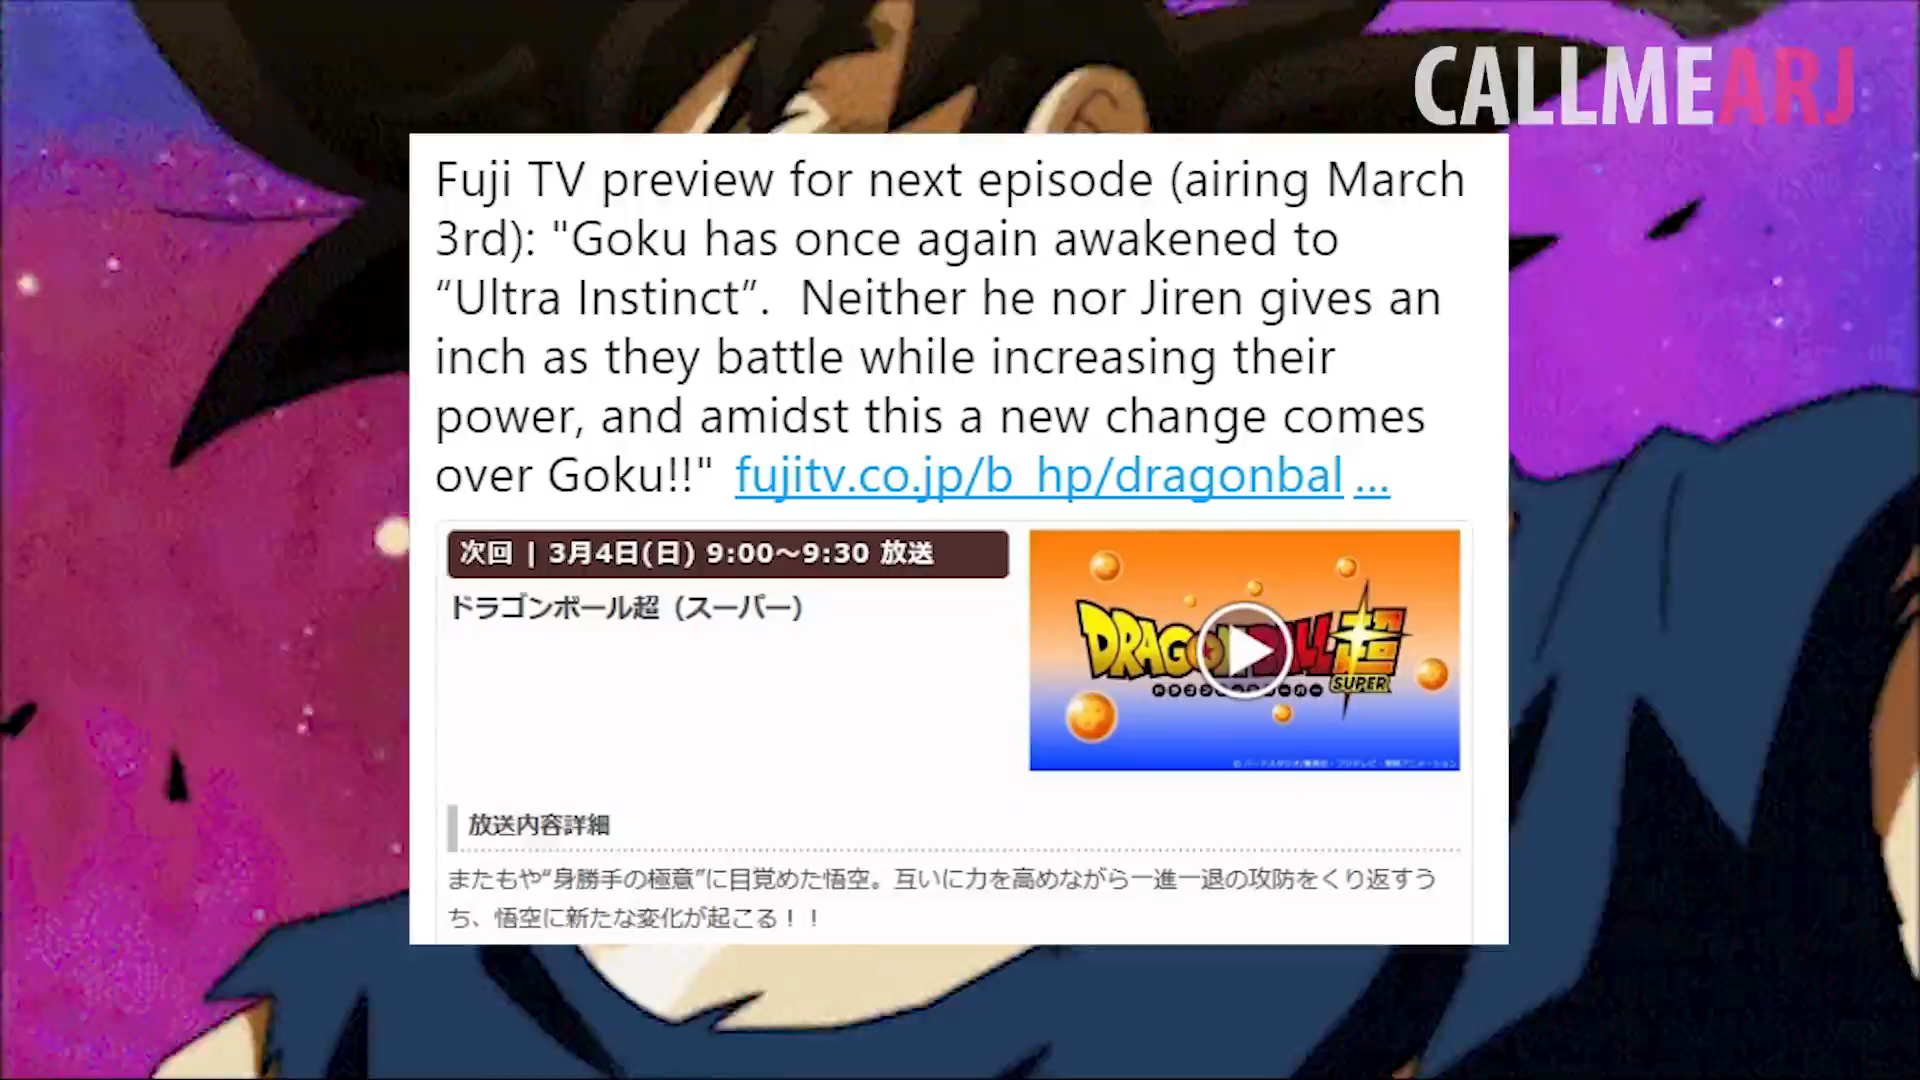 CALLMEARJ
Fuji TV preview for next episode (airing March
3rd): "Goku has once again awakened to
“Ultra Instinct”. Neither he nor Jiren gives an
inch as they battle while increasing their
power, and amidst this a new change comes
over Goku!!" fujitv.co.jp/b_hp/dragonbal ...
次回 | 3月4日(日) 9:00～9:30 放送
ドラゴンボール超（スーパー）
DRAGON BALL超
SUPER
放送内容詳細
またもや“身勝手の極意”に目覚めた悟空。互いに力を高めながら一進一退の攻防をくり返すう
ち、悟空に新たな変化が起こる！！